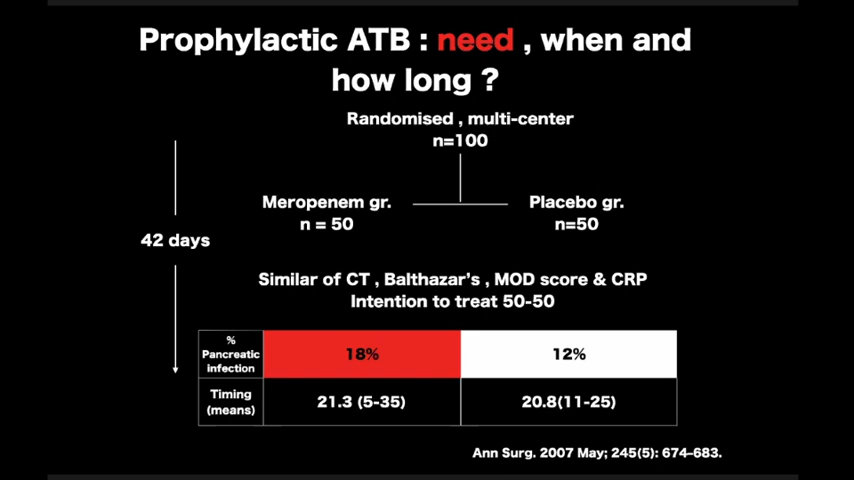 Prophylactic ATB : need , when and
how long ?
Randomised , multi-center
n=100
Meropenem gr.
n = 50
Placebo gr.
n=50
42 days
Similar of CT , Balthazar's , MOD score & CRP
Intention to treat 50-50
%
Pancreatic
infection
18%
12%
Timing
(means)
21.3 (5-35)
20.8(11-25)
Ann Surg. 2007 May; 245(5): 674–683.